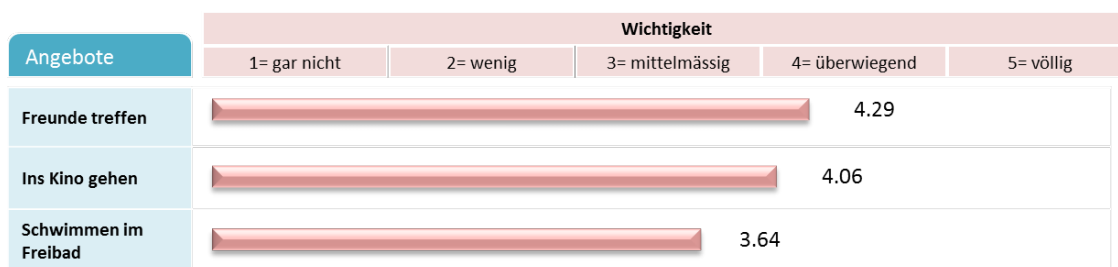 Wichtigkeit
Angebote
1= gar nicht
2= wenig
3= mittelmässig
4= überwiegend
5= völlig
Freunde treffen
4.29
Ins Kino gehen
4.06
Schwimmen im
Freibad
3.64